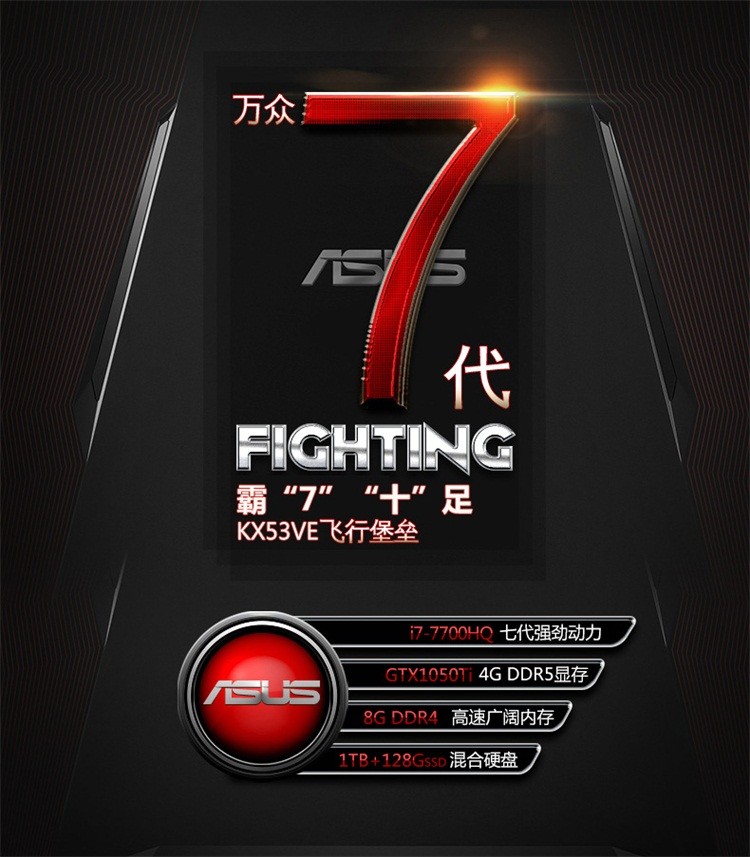 万众
7
ASUS
代
FIGHTING
霸“7” “十”足
KX53VE飞行堡垒
i7-7700HQ 七代强劲动力
GTX1050Ti 4G DDR5显存
ASUS
8G DDR4 高速广阔内存
1TB+128GSSD 混合硬盘